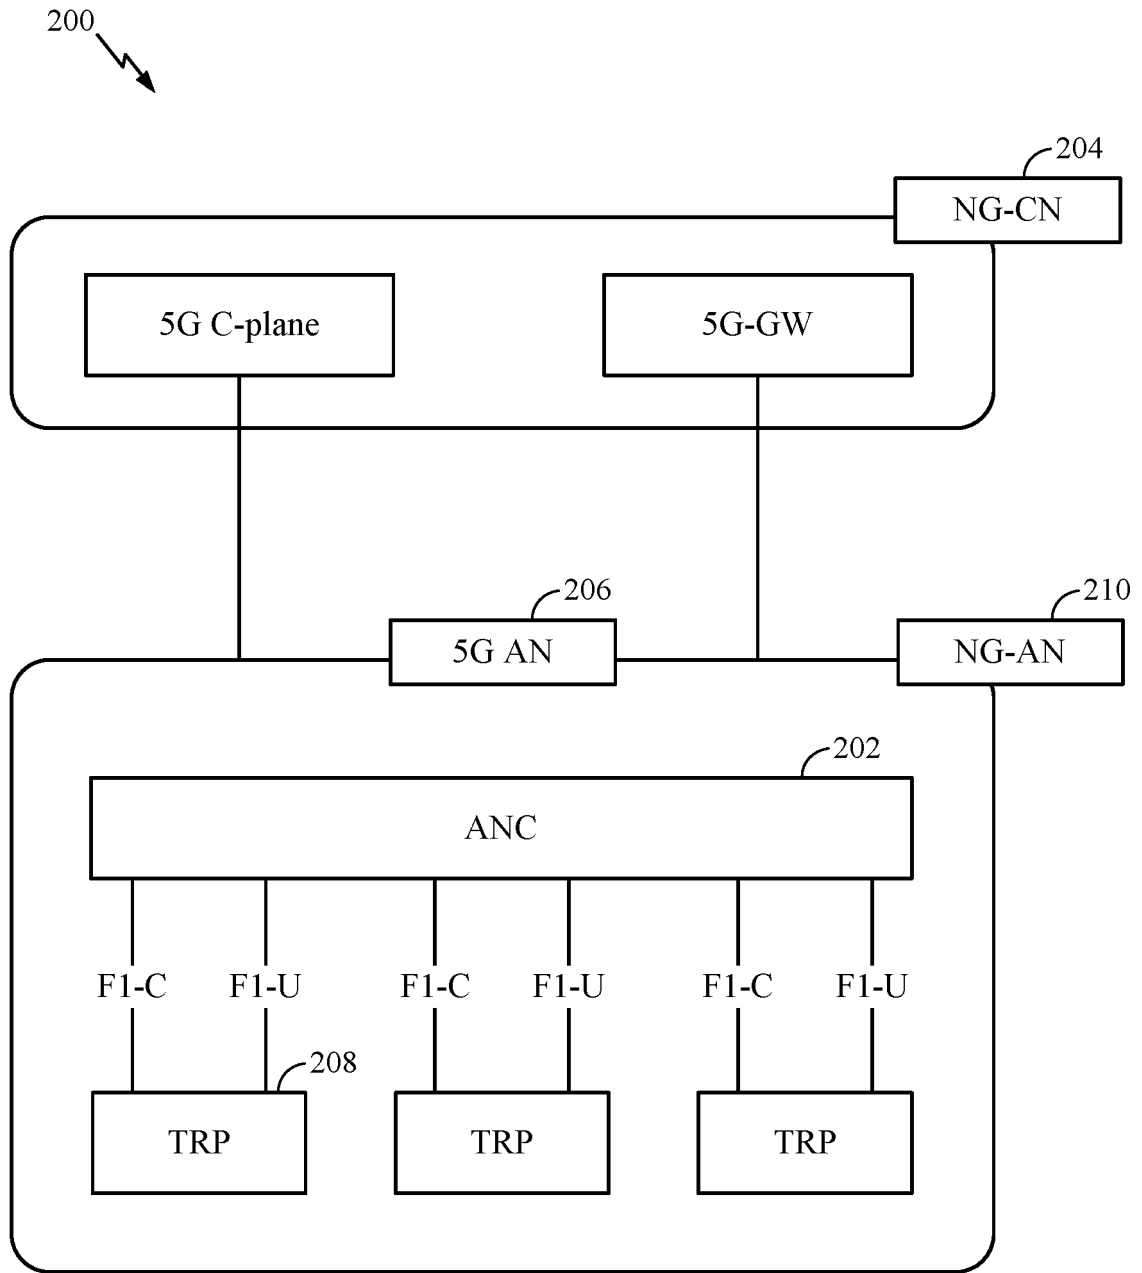 200
204
NG-CN
5G C-plane
5G-GW
206
210
5G AN
NG-AN
202
ANC
F1-C F1-U F1-C F1-U F1-C F1-U
208
TRP TRP TRP